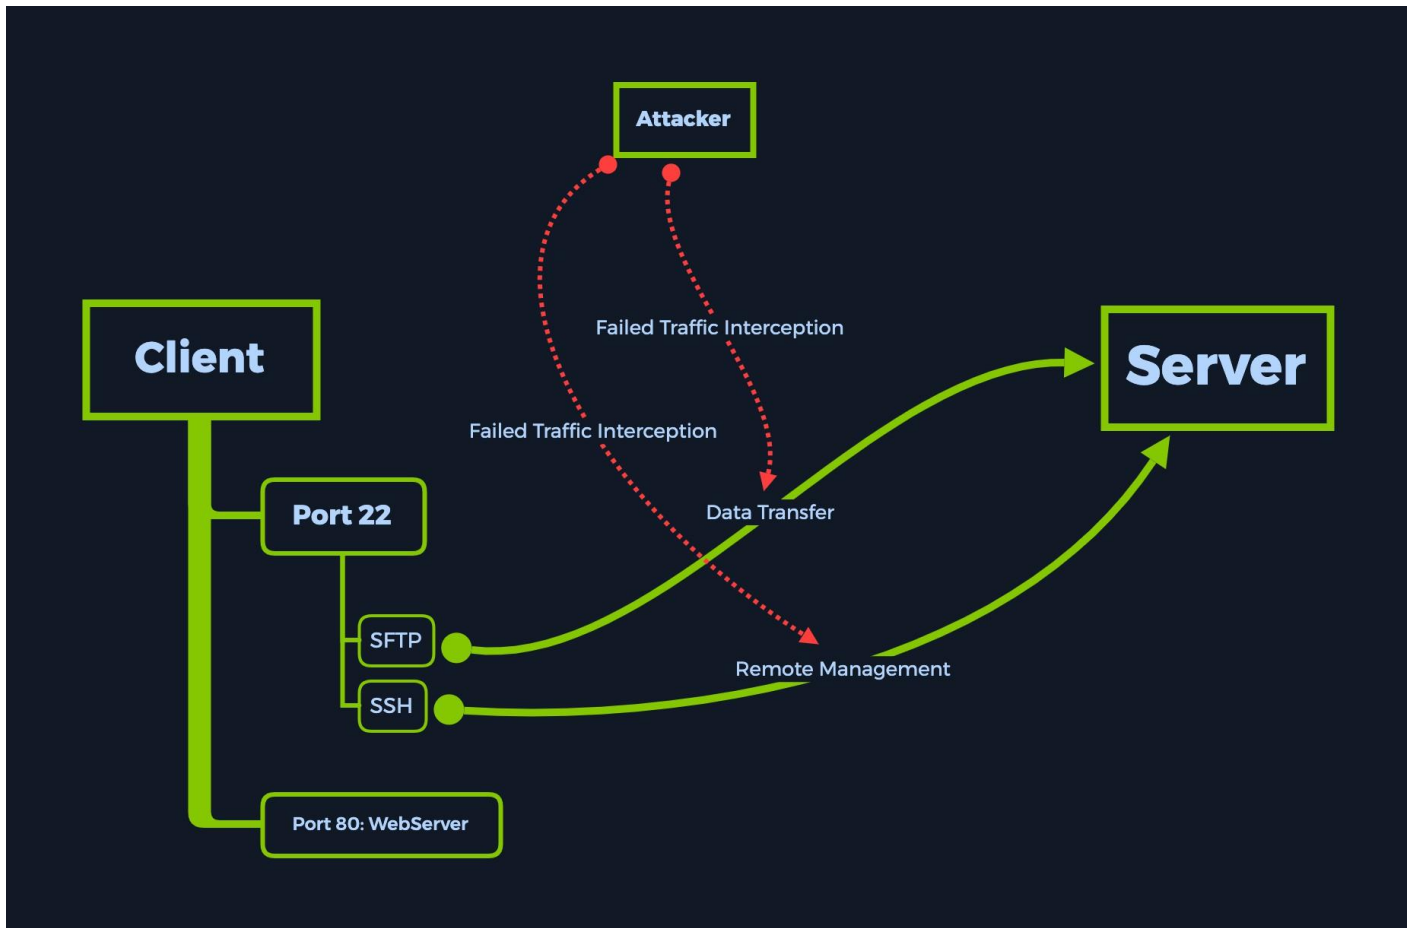 Attacker
Failed Traffic Interception
Client
Server
Failed Traffic Interception
Port 22
Data Transfer
SFTP
Remote Management
SSH
Port 80: WebServer